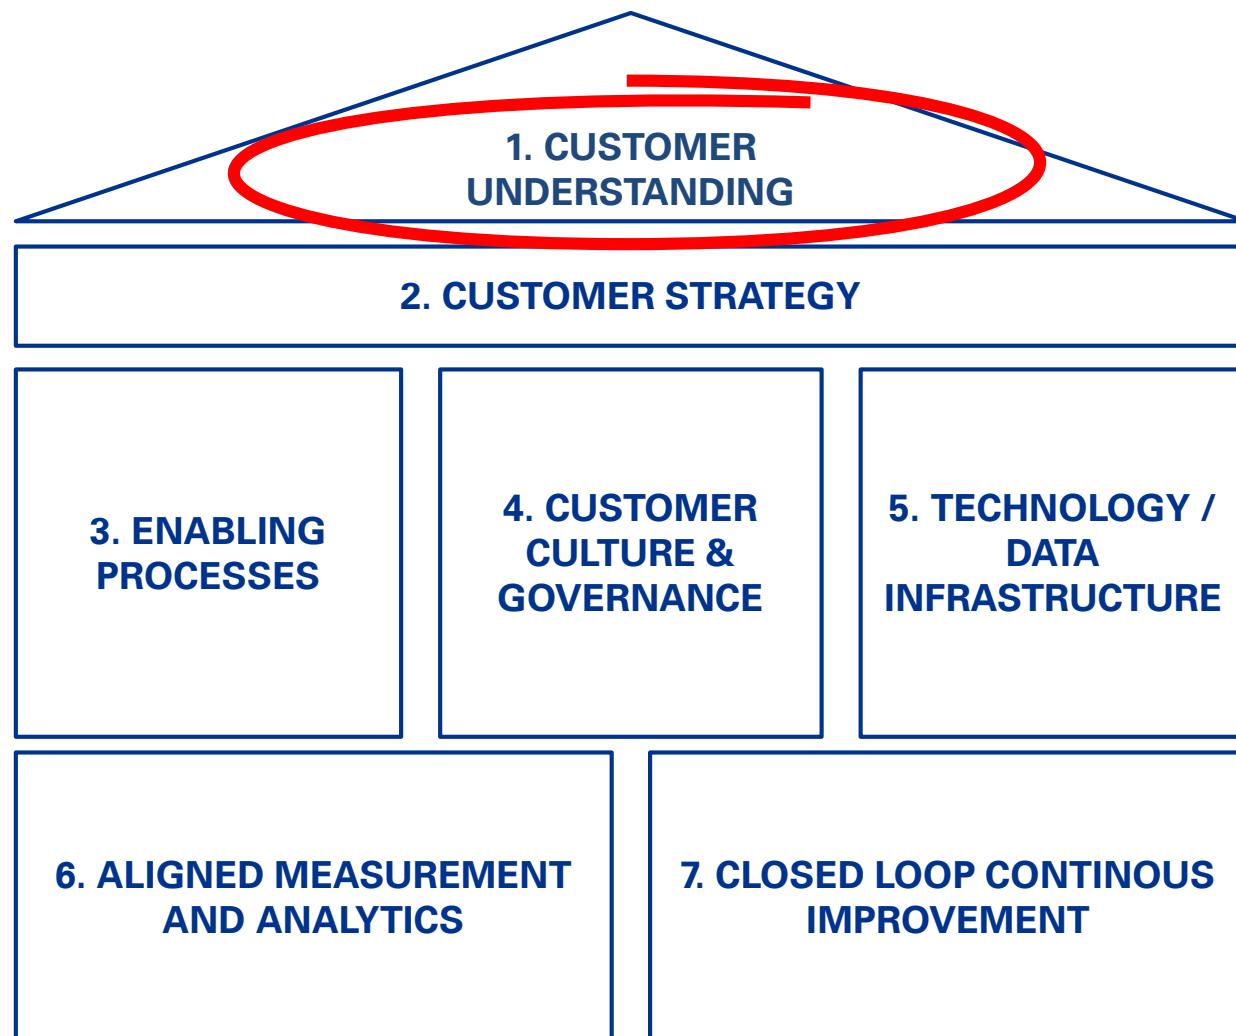 1. CUSTOMER
UNDERSTANDING
2. CUSTOMER STRATEGY
3. ENABLING
PROCESSES
4. CUSTOMER
CULTURE &
GOVERNANCE
5. TECHNOLOGY /
DATA
INFRASTRUCTURE
6. ALIGNED MEASUREMENT
AND ANALYTICS
7. CLOSED LOOP CONTINOUS
IMPROVEMENT